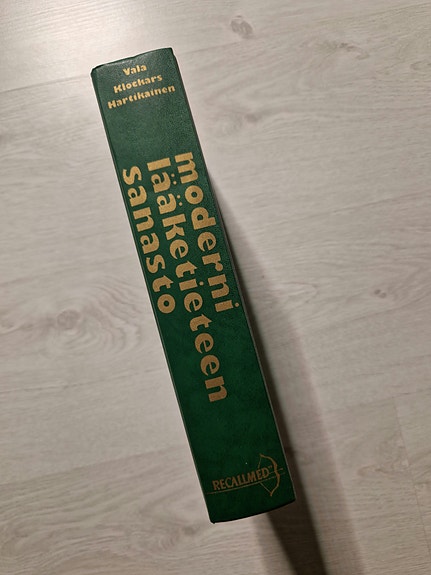 Vala
Klockars
Hartikainen
moderni
lääketieteen
sanasto
RECALLMED